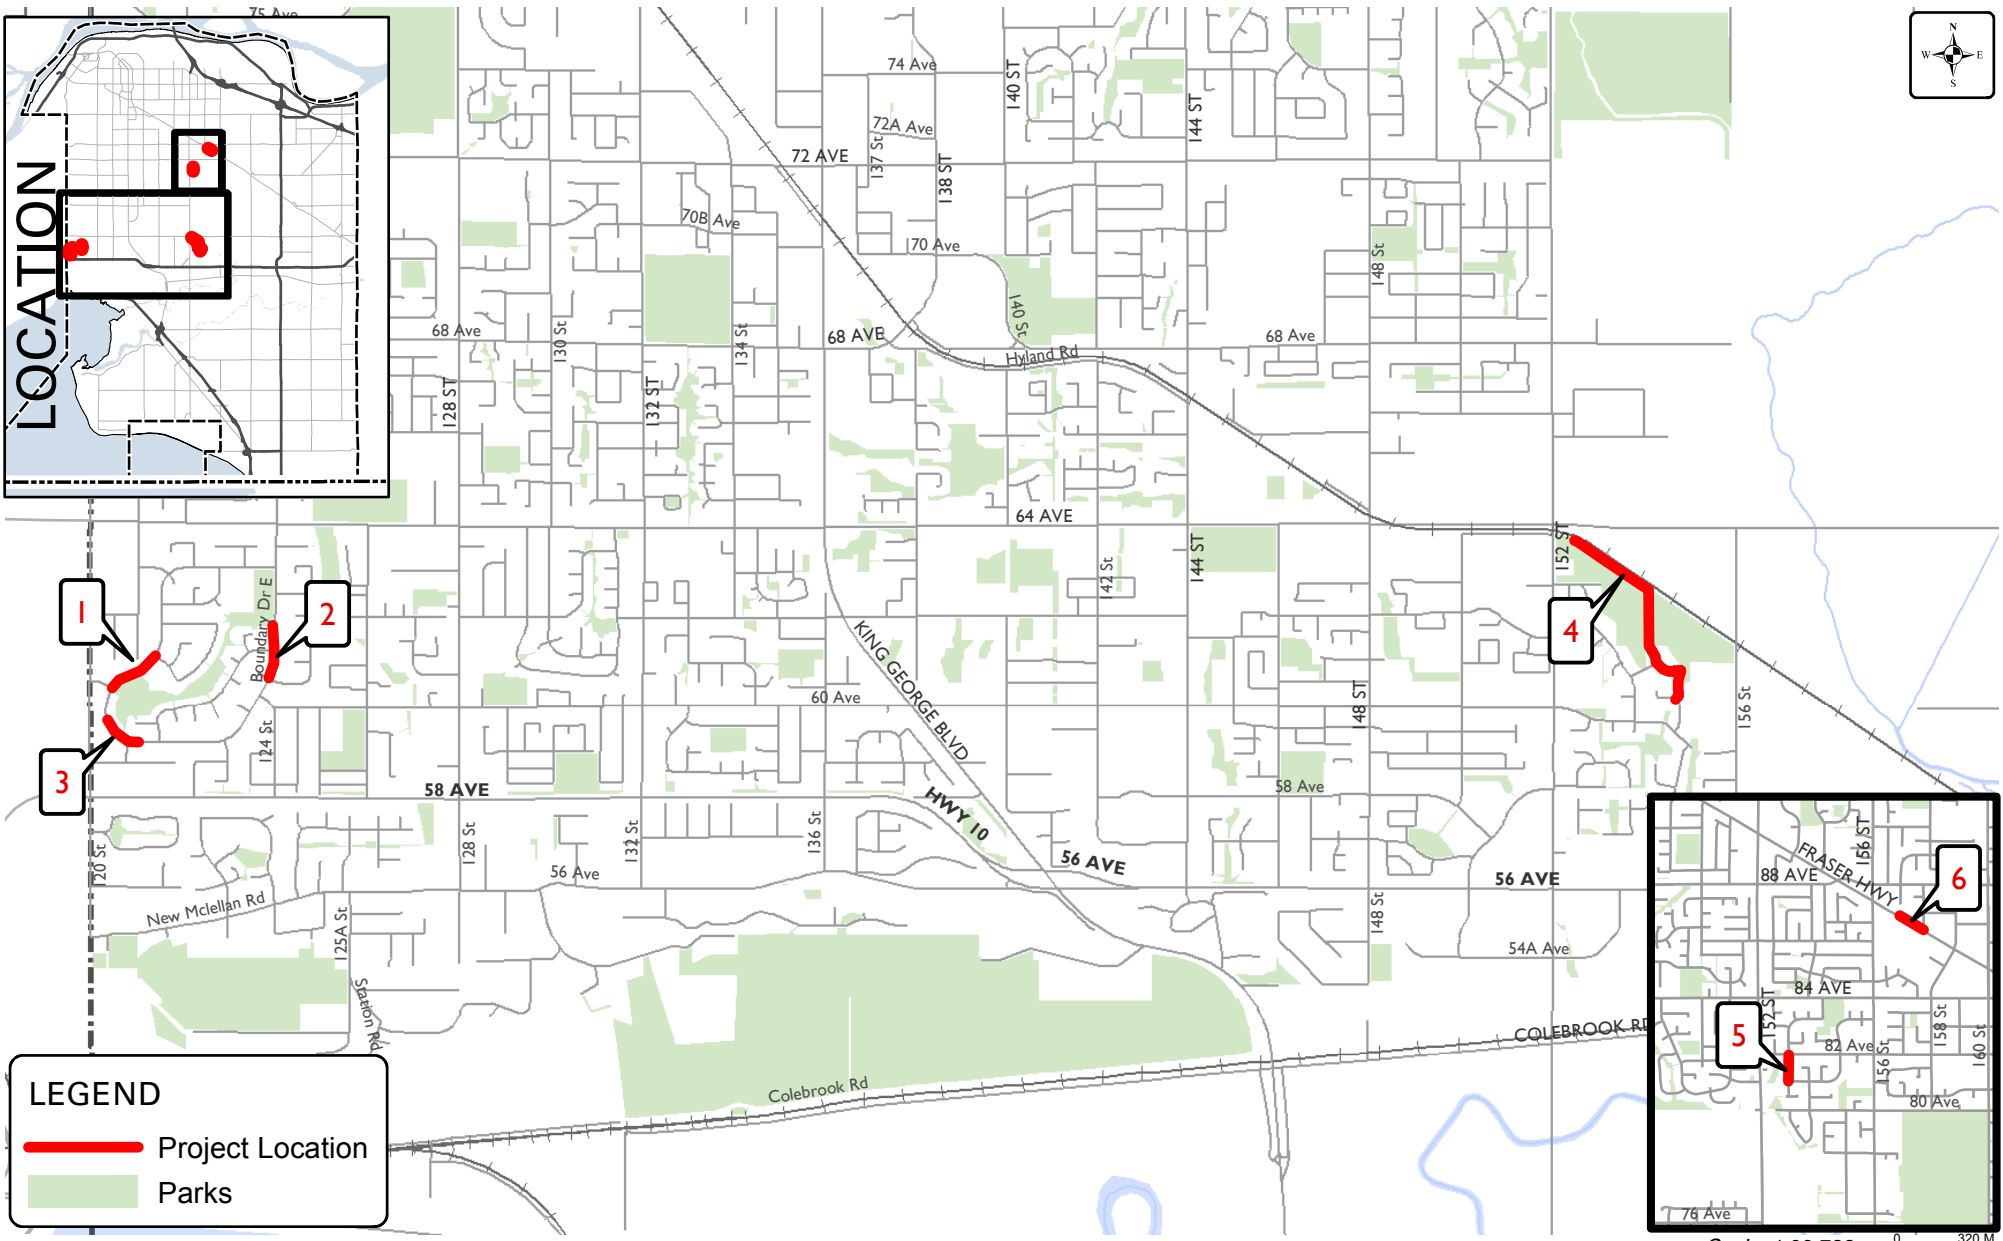 75 Ave
LOCATION
N
W E
S
74 Ave
140 ST
144 ST
72A Ave
137 St
72 AVE
138 ST
70B Ave
70 Ave
148 St
140 St
68 Ave
130 St
134 St
68 AVE
Hyland Rd
68 Ave
128 ST
132 ST
64 AVE
142 St
144 ST
152 ST
1
Boundary Dr E
2
4
KING GEORGE BLVD
60 Ave
148 ST
156 St
124 St
3
58 AVE
58 Ave
HWY 10
120 St
128 St
132 St
136 St
56 Ave
56 AVE
56 AVE
New Mclellan Rd
125A St
148 St
54A Ave
Station Rd
COLEBROOK RD
Colebrook Rd
156 ST
FRASER HWY
88 AVE
6
84 AVE
152 ST
5
158 St
82 Ave
156 St
160 St
80 Ave
76 Ave
LEGEND
Project Location
Parks
0 320 M